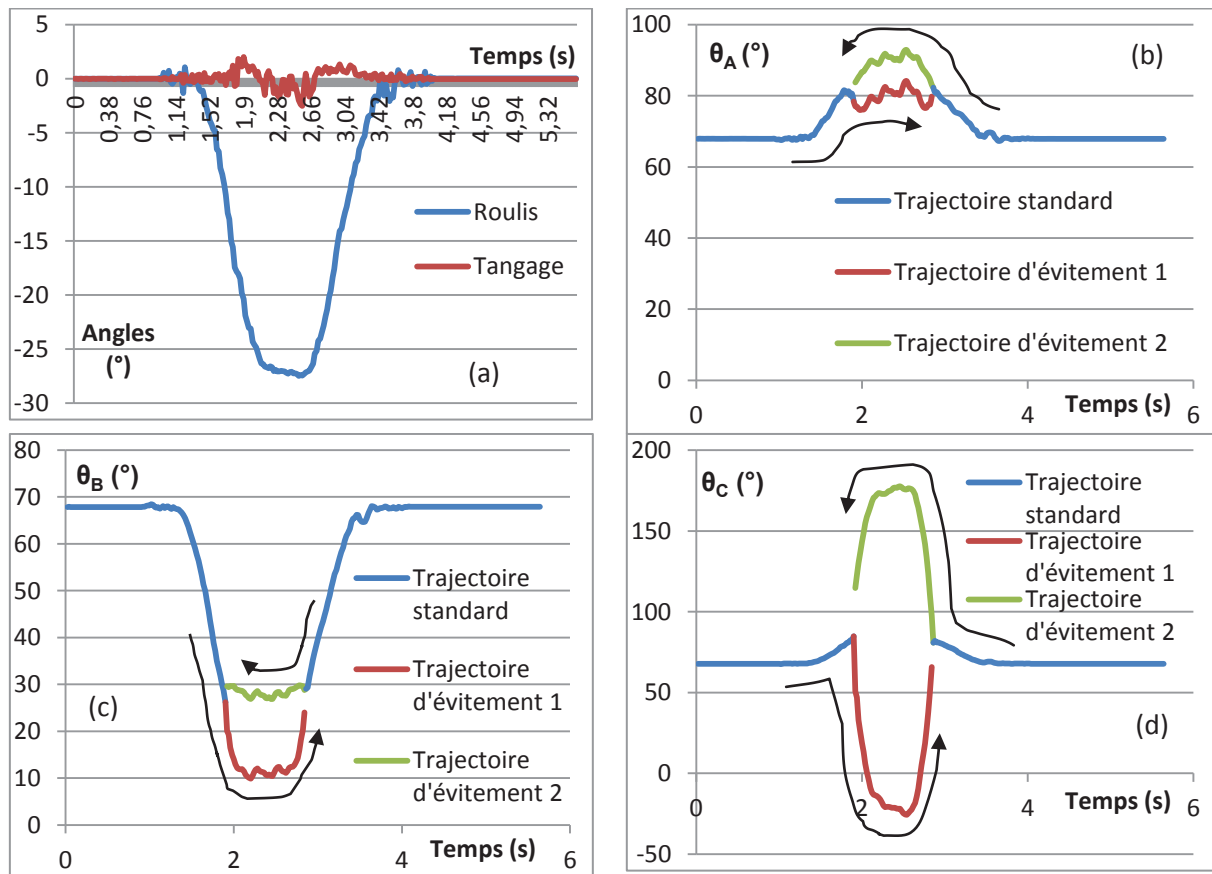 5
0
-5
-10
-15
-20
-25
-30
Temps (s)
0
0,38
0,76
1,14
1,52
1,9
2,28
2,66
3,04
3,42
3,8
4,18
4,56
4,94
5,32
Roulis
Tangage
Angles
(°)
(a)
100
80
60
40
20
0
θA (°)
(b)
Trajectoire standard
Trajectoire d'évitement 1
Trajectoire d'évitement 2
Temps (s)
0
2
4
6
80
70
60
50
40
30
20
10
0
θB (°)
Trajectoire
standard
Trajectoire
d'évitement 1
Trajectoire
d'évitement 2
(c)
0
2
4
6
Temps (s)
200
150
100
50
0
-50
θC (°)
Trajectoire
standard
Trajectoire
d'évitement 1
Trajectoire
d'évitement 2
(d)
Temps (s)
0
2
4
6